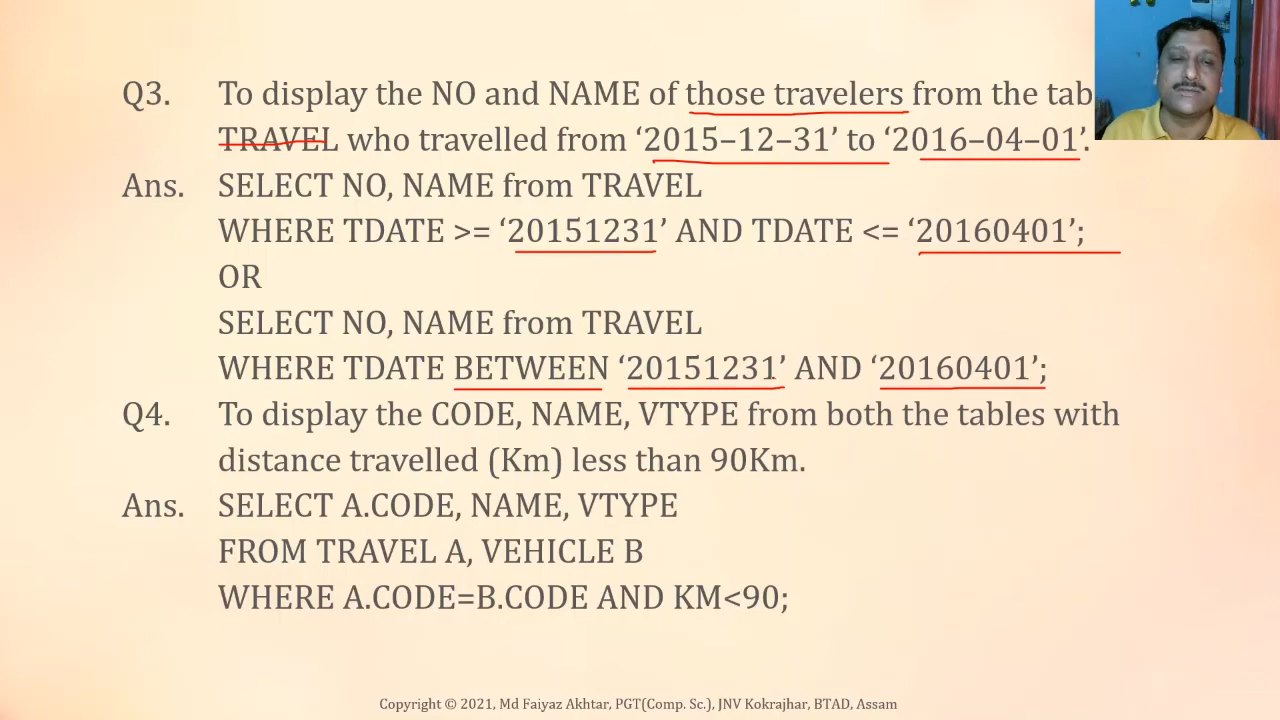 Q3. To display the NO and NAME of those travelers from the tab
TRAVEL who travelled from ‘2015–12–31’ to ‘2016–04–01’.
Ans. SELECT NO, NAME from TRAVEL
WHERE TDATE >= ‘20151231’ AND TDATE <= ‘20160401’;
OR
SELECT NO, NAME from TRAVEL
WHERE TDATE BETWEEN ‘20151231’ AND ‘20160401’;
Q4. To display the CODE, NAME, VTYPE from both the tables with
distance travelled (Km) less than 90Km.
Ans. SELECT A.CODE, NAME, VTYPE
FROM TRAVEL A, VEHICLE B
WHERE A.CODE=B.CODE AND KM<90;
Copyright © 2021, Md Faiyaz Akhtar, PGT(Comp. Sc.), JNV Kokrajhar, BTAD, Assam